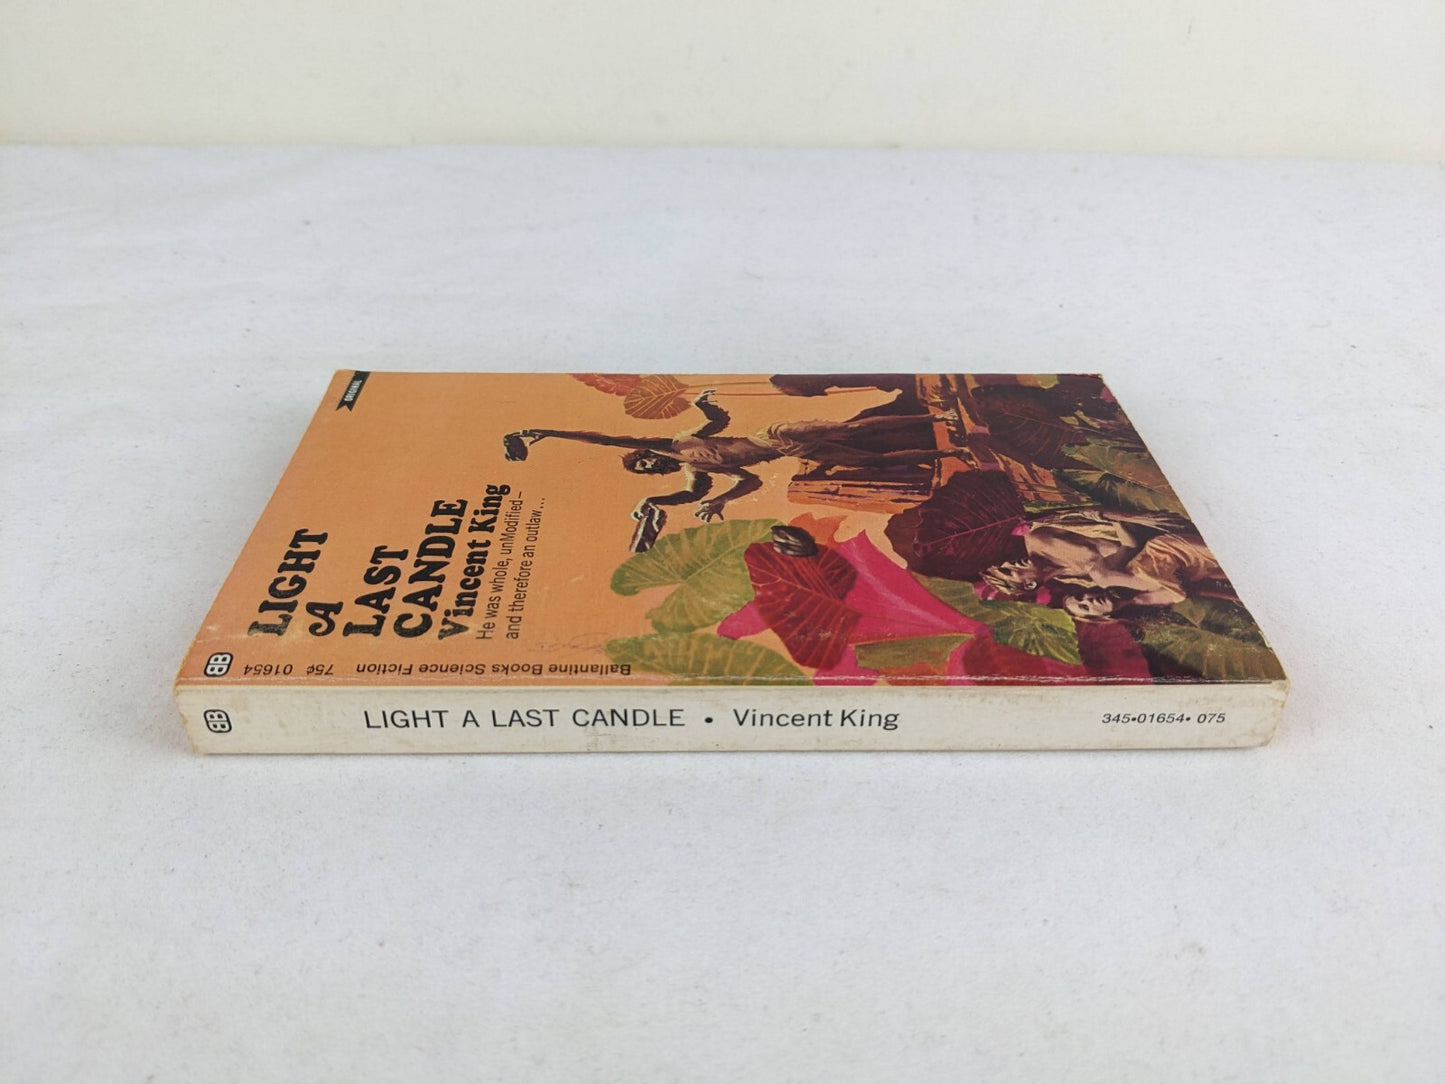 ORIGINAL
LIGHT
A
LAST
CANDLE
Vincent King
He was whole, unModified–
and therefore an outlaw...
BB
01654 75¢ Ballantine Books Science Fiction
BB
LIGHT A LAST CANDLE • Vincent King 345•01654•075